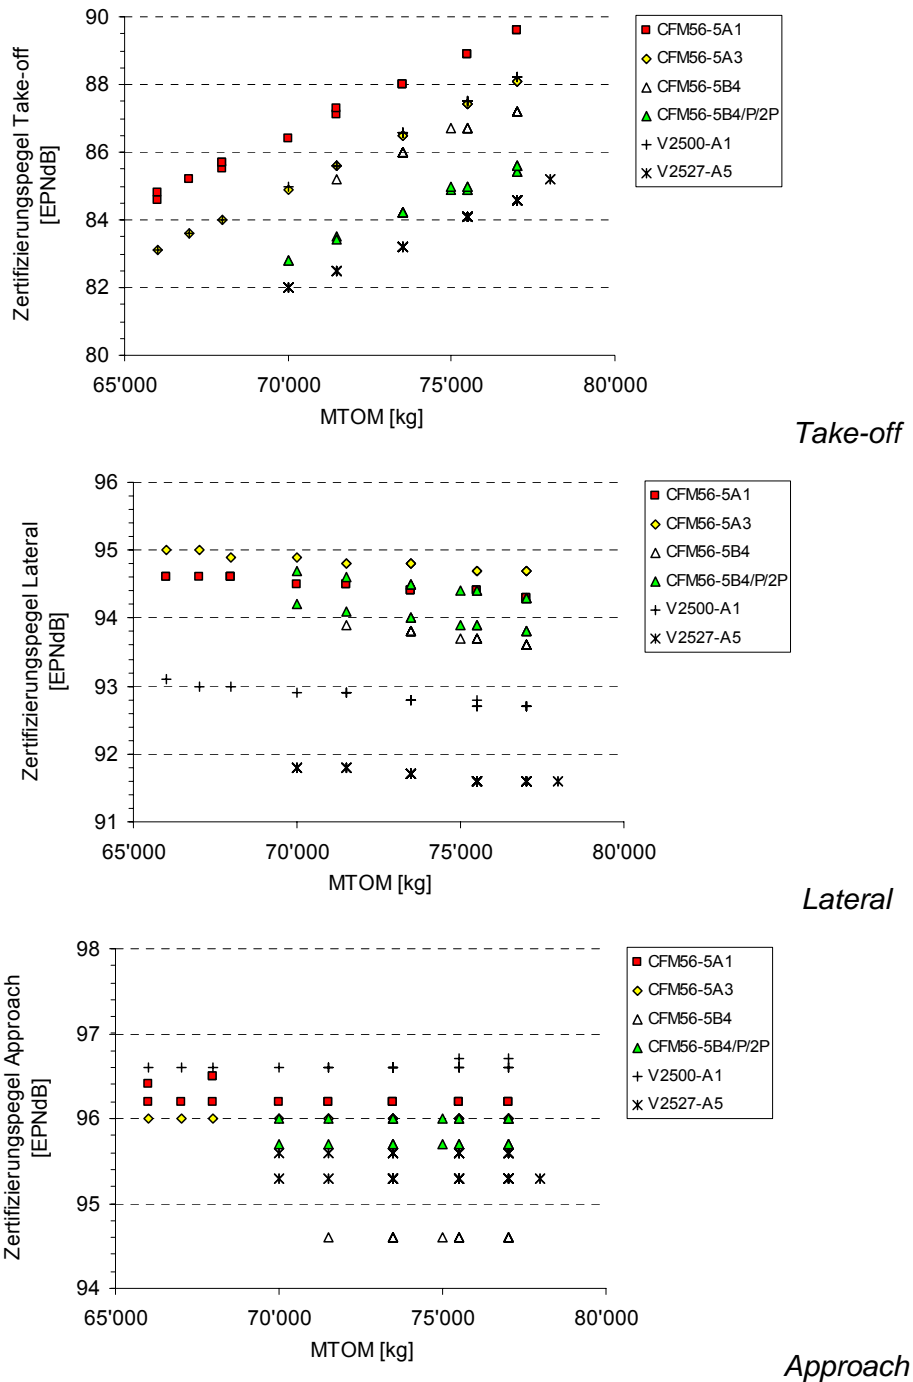 Zertifizierungspegel Take-off
[EPNdB]
90
88
86
84
82
80
65'000
70'000
75'000
80'000
MTOM [kg]
CFM56-5A1
CFM56-5A3
CFM56-5B4
CFM56-5B4/P/2P
V2500-A1
V2527-A5
Take-off
Zertifizierungspegel Lateral
[EPNdB]
96
95
94
93
92
91
65'000
70'000
75'000
80'000
MTOM [kg]
CFM56-5A1
CFM56-5A3
CFM56-5B4
CFM56-5B4/P/2P
V2500-A1
V2527-A5
Lateral
Zertifizierungspegel Approach
[EPNdB]
98
97
96
95
94
65'000
70'000
75'000
80'000
MTOM [kg]
CFM56-5A1
CFM56-5A3
CFM56-5B4
CFM56-5B4/P/2P
V2500-A1
V2527-A5
Approach